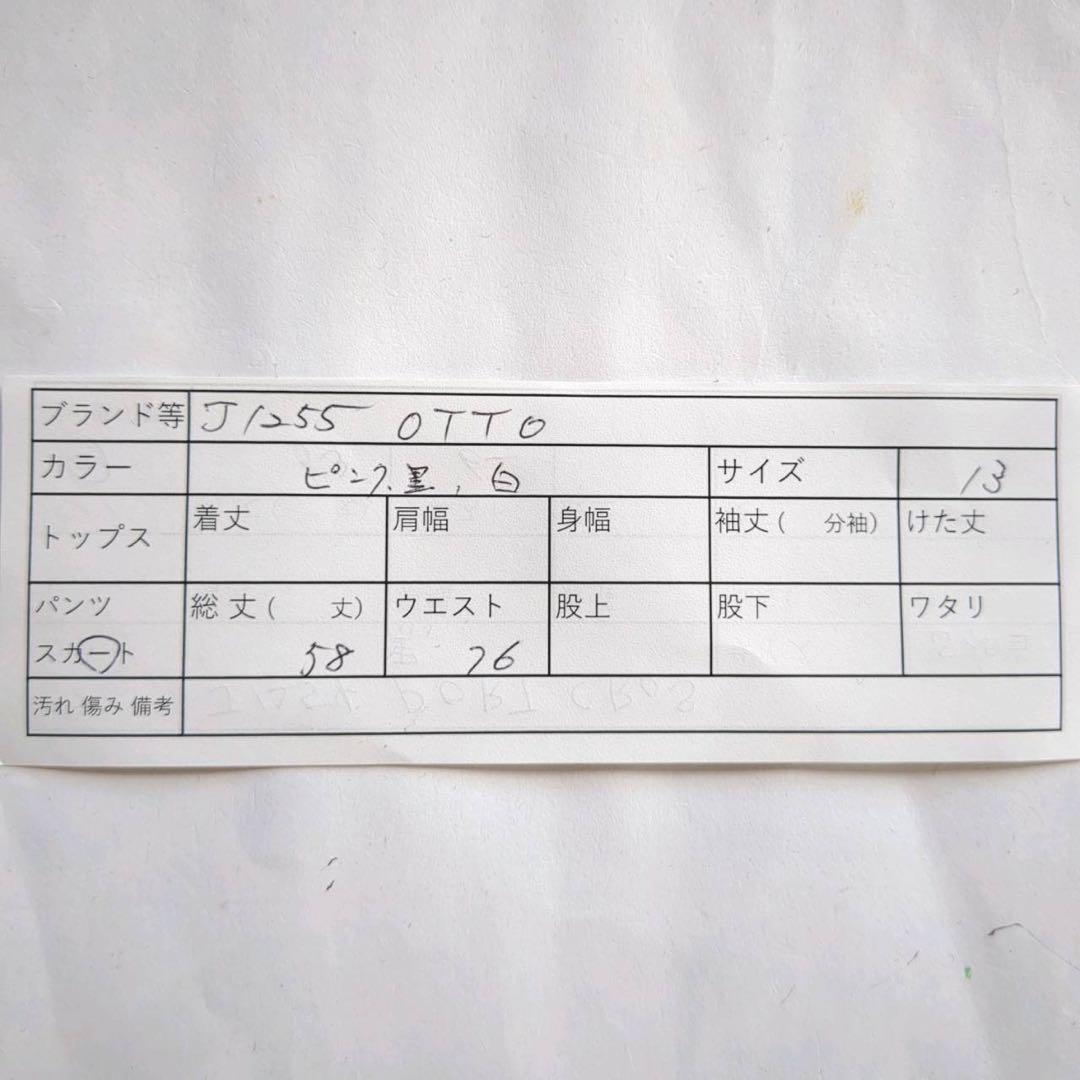 ブランド等 J1255 OTTO
カラー ピンク、黒、白 サイズ 13
トップス 着丈 肩幅 身幅 袖丈( 分袖) けた丈
パンツ 総丈( 丈) ウエスト 股上 股下 ワタリ
スカート 58 76
汚れ 傷み 備考